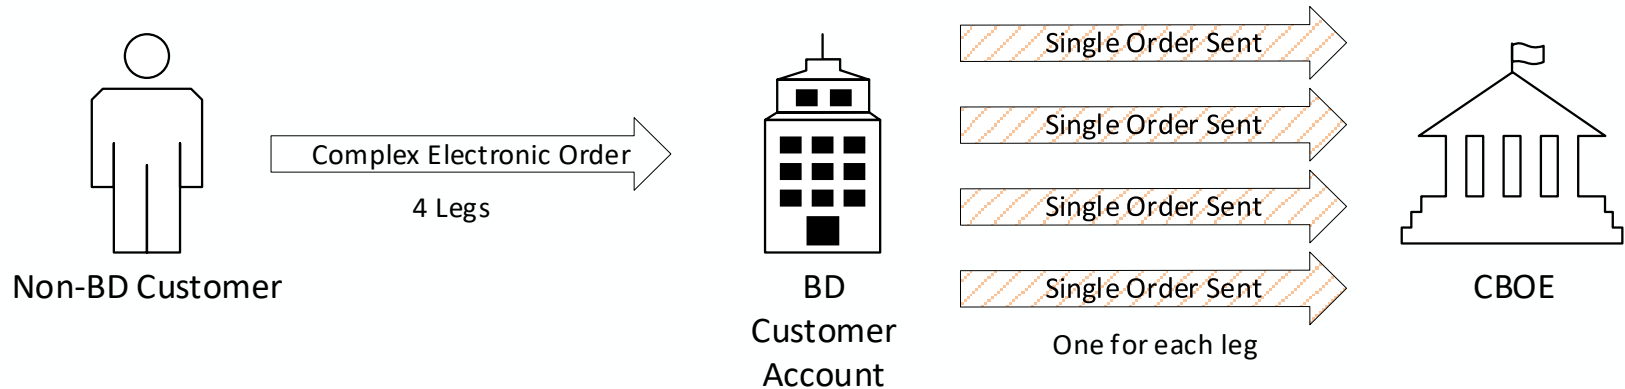 Complex Electronic Order
4 Legs
Non-BD Customer
BD
Customer
Account
Single Order Sent
Single Order Sent
Single Order Sent
Single Order Sent
One for each leg
CBOE